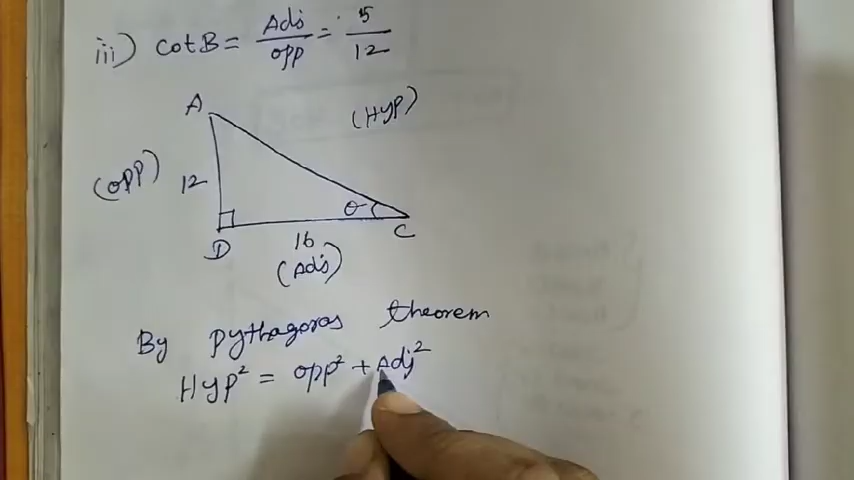 iii) cot B = Adj/opp = 5/12
A
(Hyp)
(opp) 12
θ
D
C
16
(Adj)
By pythagoras theorem
Hyp² = opp² + Adj²